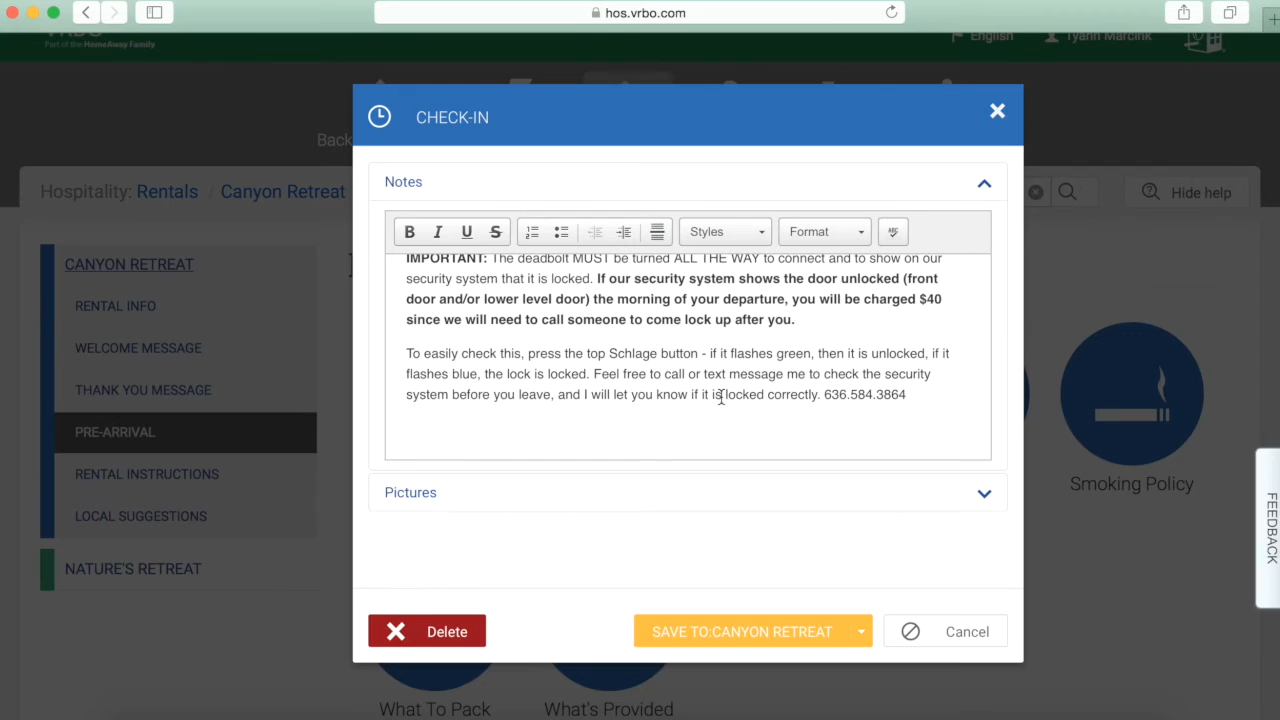 hos.vrbo.com
Part of the HomeAway Family
English
Tyann Marcink
Back
CHECK-IN
Hospitality: Rentals / Canyon Retreat
Hide help
Notes
B I U S
Styles
Format
ABC
CANYON RETREAT
RENTAL INFO
WELCOME MESSAGE
THANK YOU MESSAGE
PRE-ARRIVAL
RENTAL INSTRUCTIONS
LOCAL SUGGESTIONS
NATURE'S RETREAT
IMPORTANT: The deadbolt MUST be turned ALL THE WAY to connect and to show on our
security system that it is locked. If our security system shows the door unlocked (front
door and/or lower level door) the morning of your departure, you will be charged $40
since we will need to call someone to come lock up after you.
To easily check this, press the top Schlage button - if it flashes green, then it is unlocked, if it
flashes blue, the lock is locked. Feel free to call or text message me to check the security
system before you leave, and I will let you know if it is locked correctly. 636.584.3864
Pictures
Smoking Policy
FEEDBACK
Delete
SAVE TO:CANYON RETREAT
Cancel
What To Pack
What's Provided